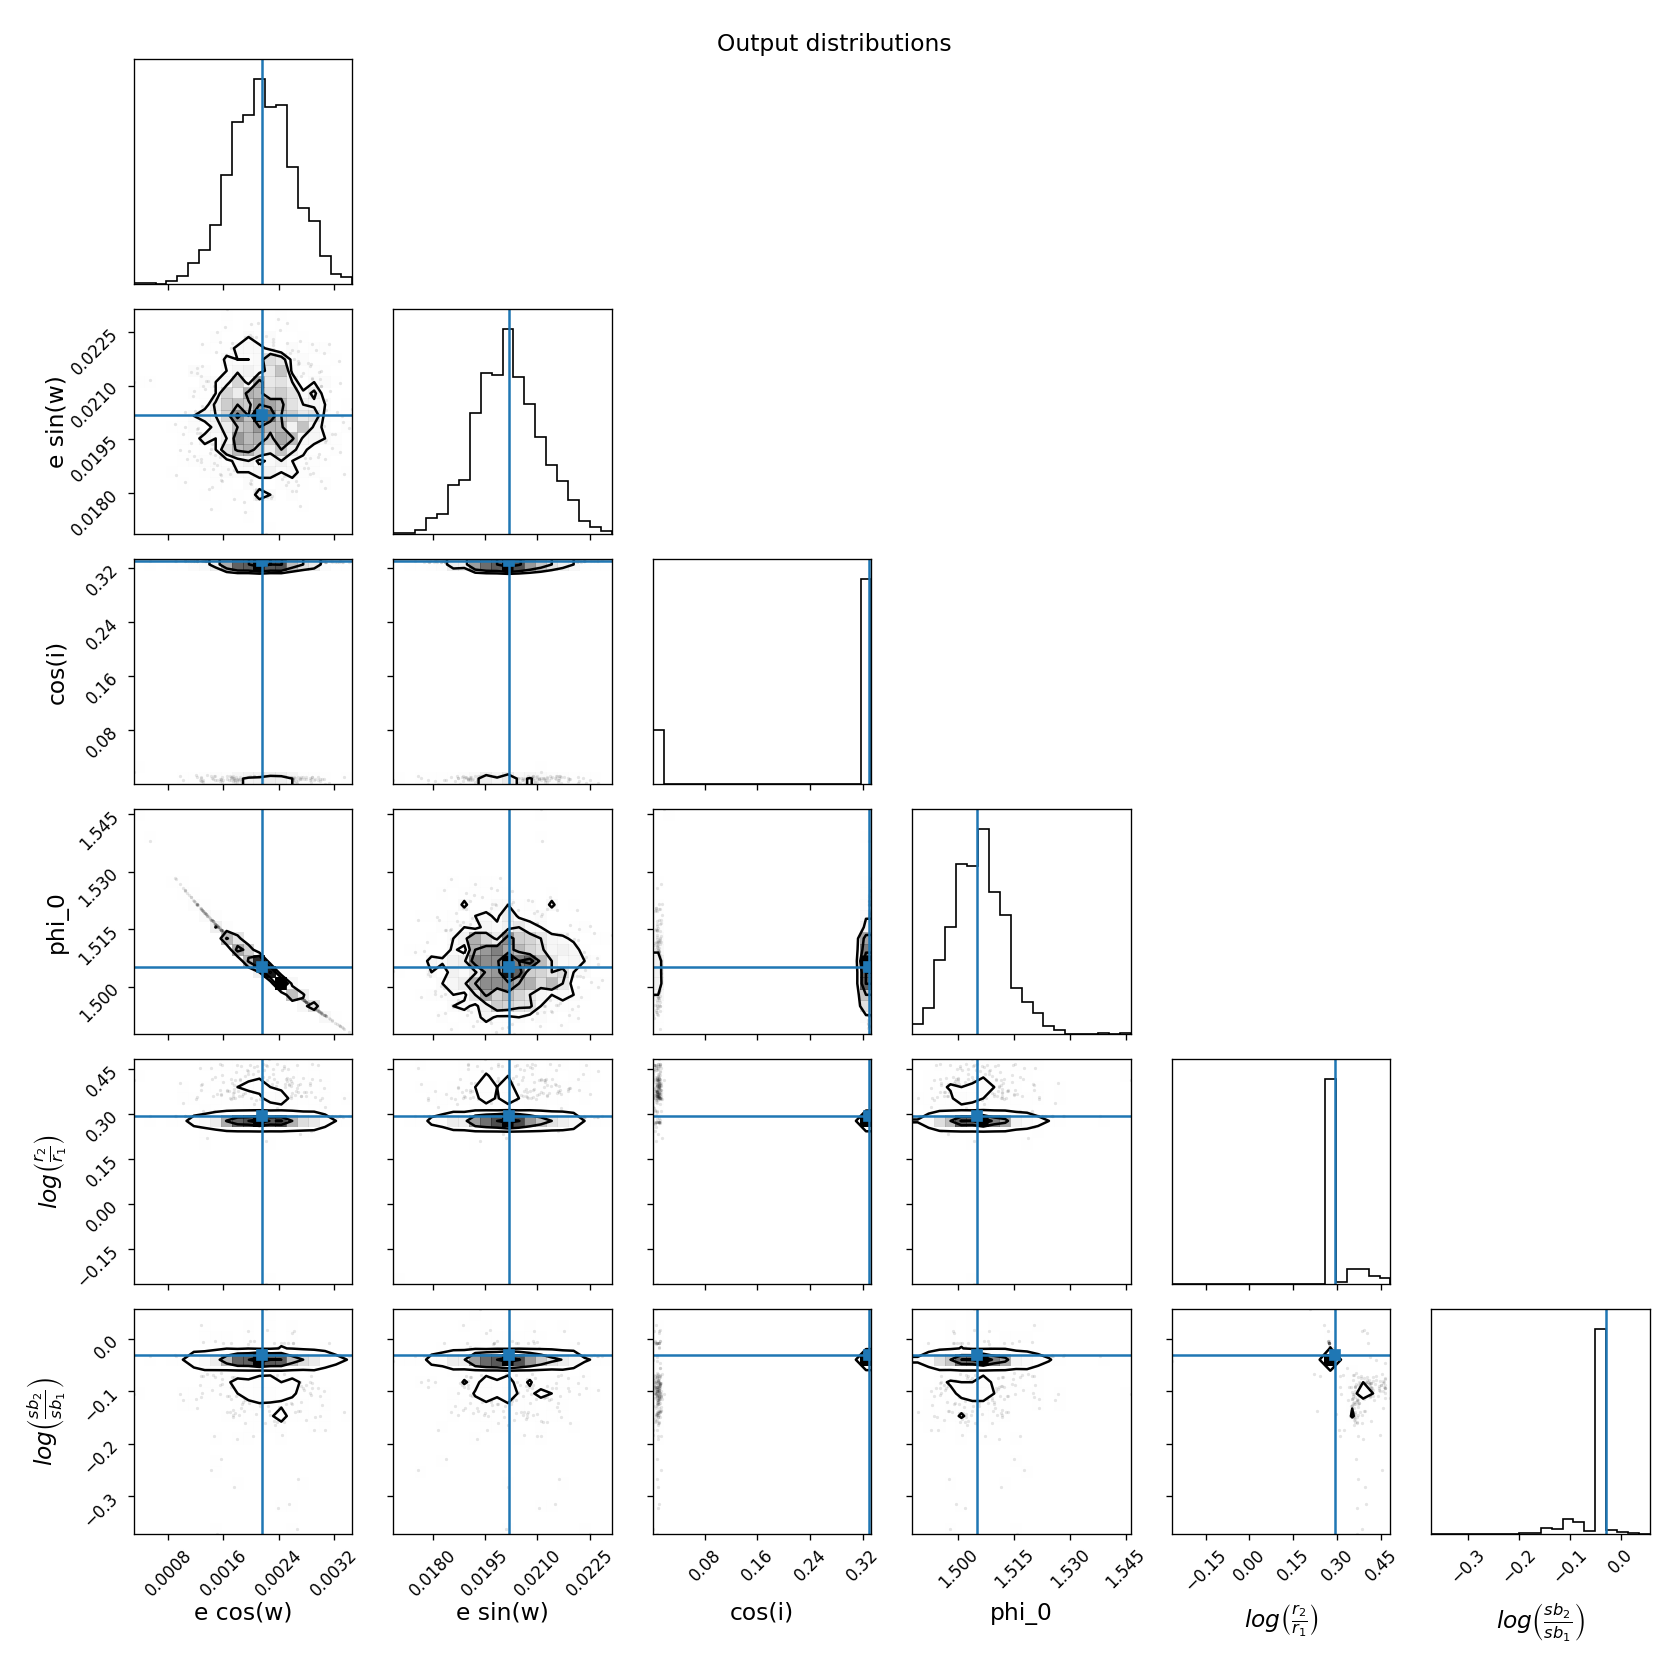 Output distributions
e sin(w)
0.0225
0.0210
0.0195
0.0180
cos(i)
0.32
0.24
0.16
0.08
phi_0
1.545
1.530
1.515
1.500
log(r₂/r₁)
0.45
0.30
0.15
0.00
−0.15
log(sb₂/sb₁)
0.0
−0.1
−0.2
−0.3
0.0008 0.0016 0.0024 0.0032
0.0180 0.0195 0.0210 0.0225
0.08 0.16 0.24 0.32
1.500 1.515 1.530 1.545
−0.15 0.00 0.15 0.30 0.45
−0.3 −0.2 −0.1 0.0
e cos(w)
e sin(w)
cos(i)
phi_0
log(r₂/r₁)
log(sb₂/sb₁)